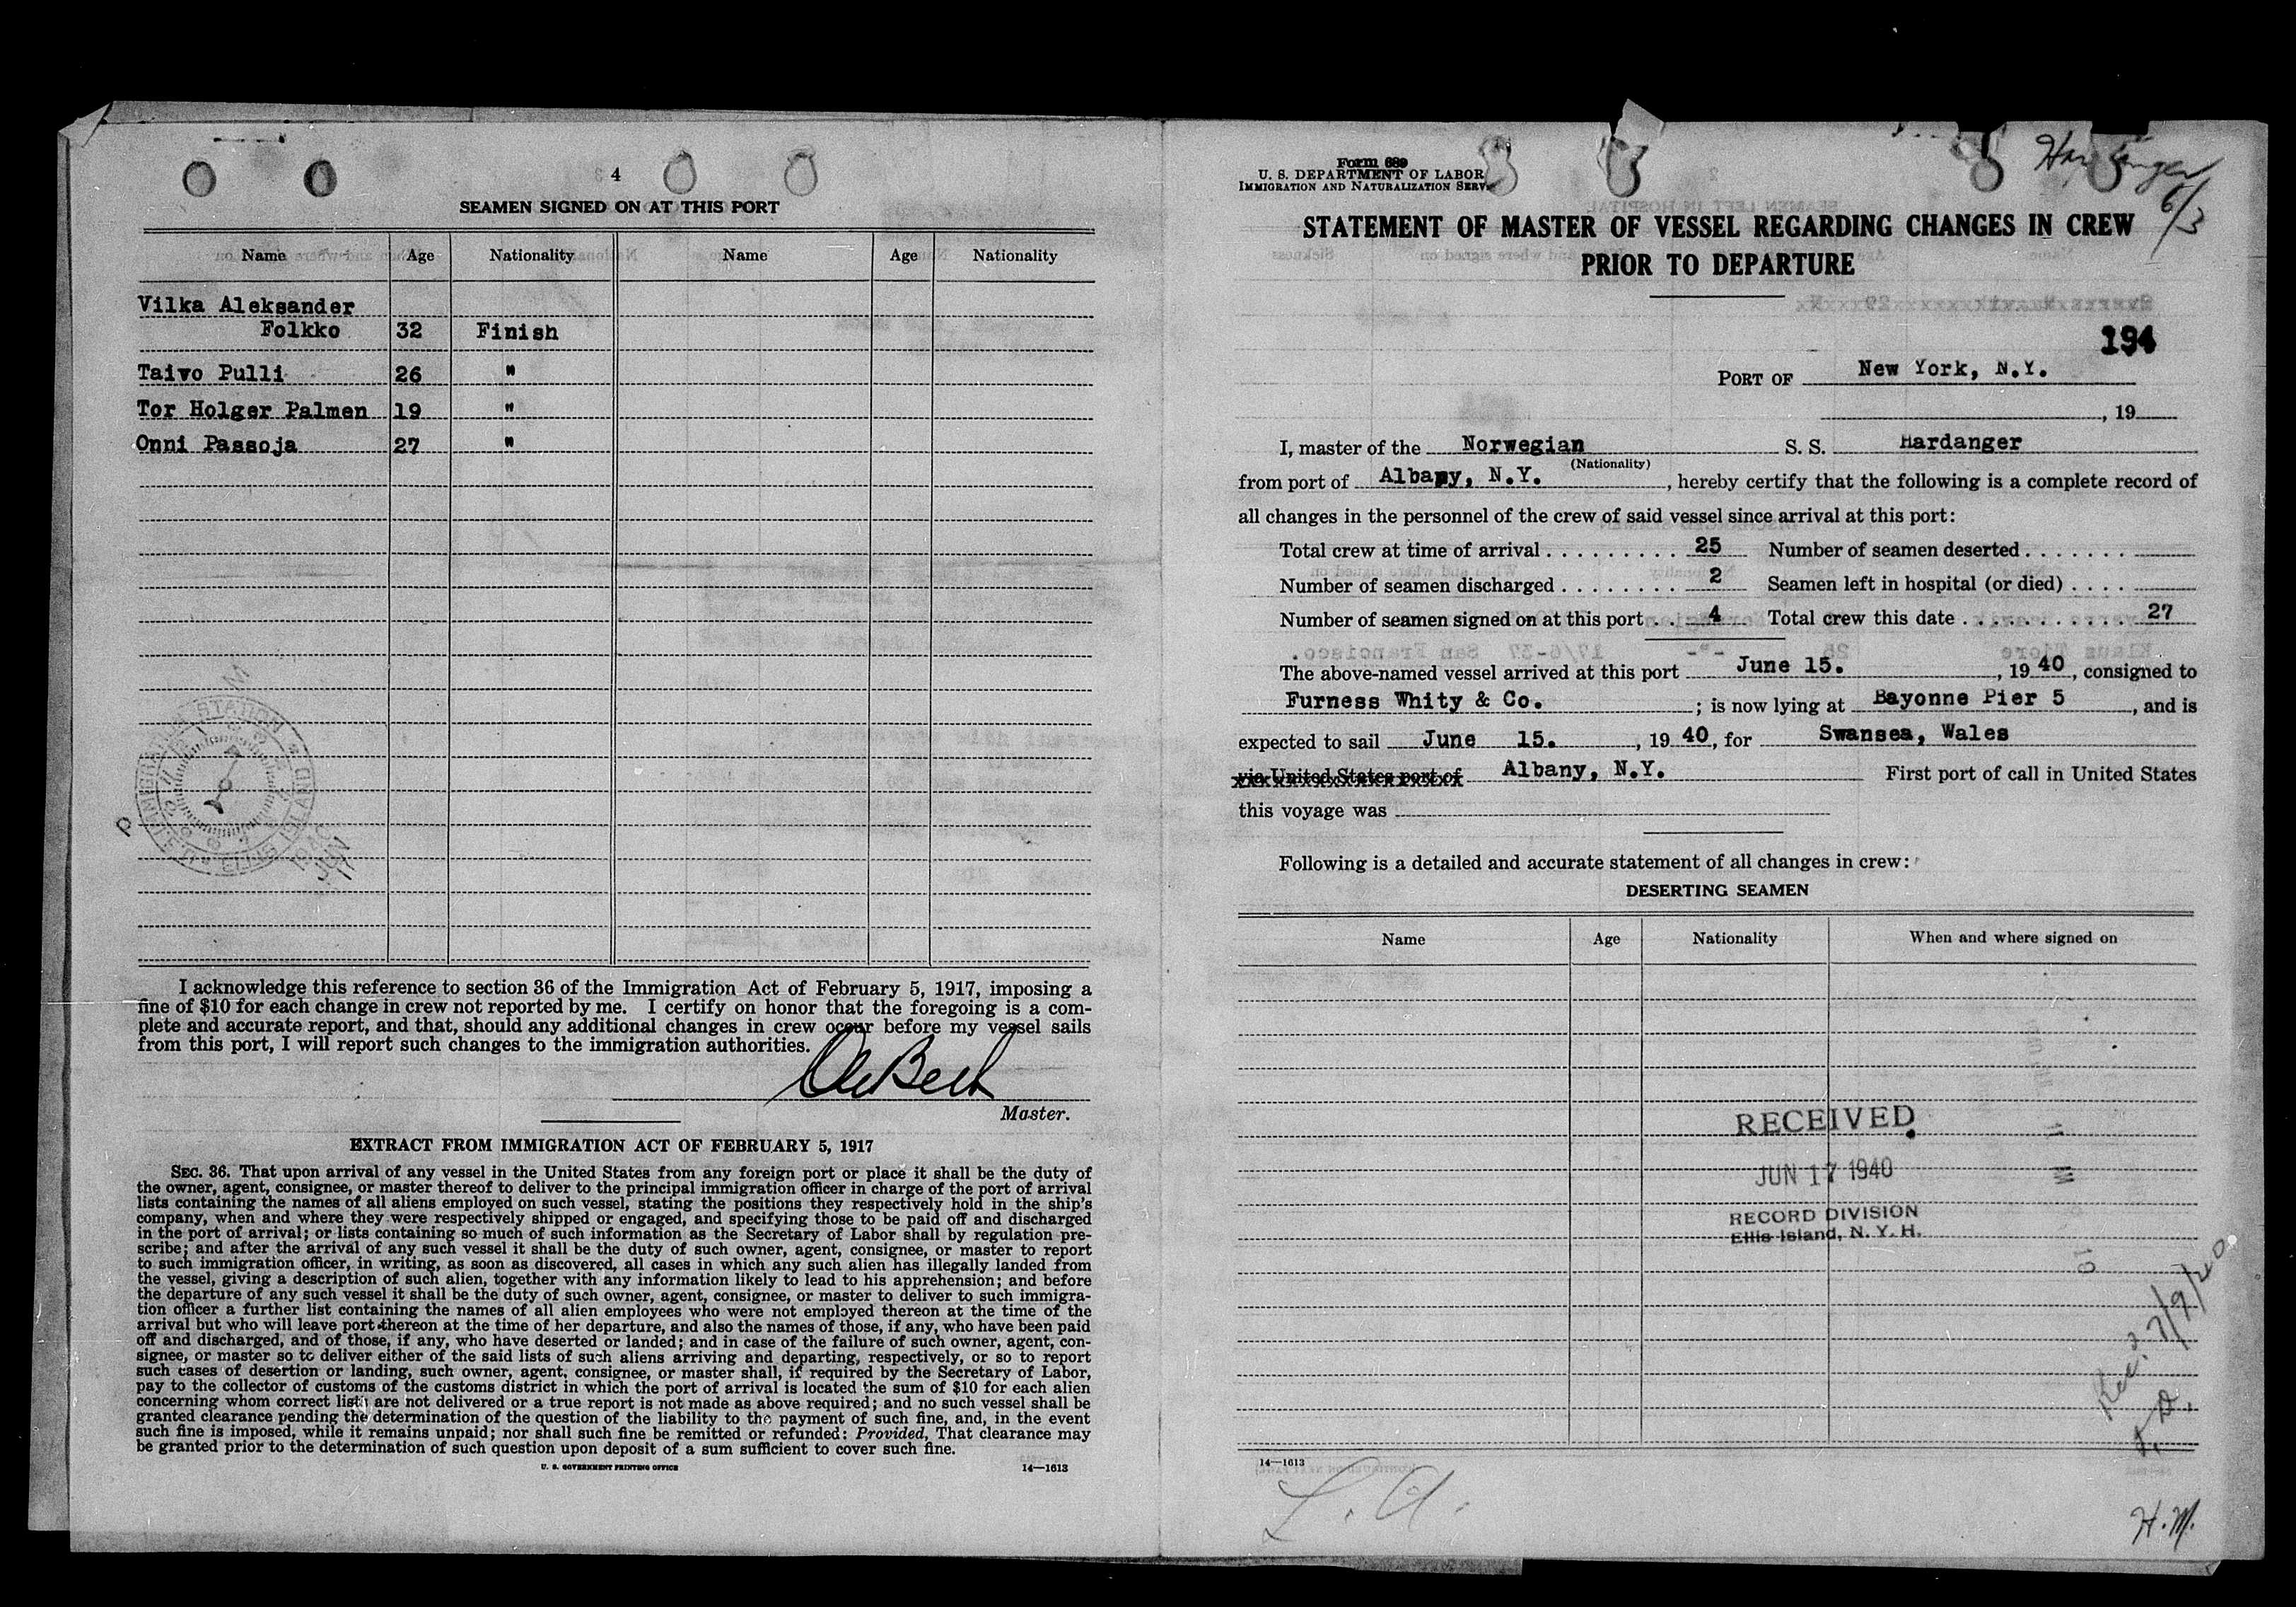 4
SEAMEN SIGNED ON AT THIS PORT
Name Age Nationality Name Age Nationality
Vilka Aleksander
Folkko 32 Finish
Taivo Pulli 26 "
Tor Holger Palmen 19 "
Onni Passoja 27 "
I acknowledge this reference to section 36 of the Immigration Act of February 5, 1917, imposing a
fine of $10 for each change in crew not reported by me. I certify on honor that the foregoing is a com-
plete and accurate report, and that, should any additional changes in crew occur before my vessel sails
from this port, I will report such changes to the immigration authorities.
Master.
EXTRACT FROM IMMIGRATION ACT OF FEBRUARY 5, 1917
SEC. 36. That upon arrival of any vessel in the United States from any foreign port or place it shall be the duty of
the owner, agent, consignee, or master thereof to deliver to the principal immigration officer in charge of the port of arrival
lists containing the names of all aliens employed on such vessel, stating the positions they respectively hold in the ship's
company, when and where they were respectively shipped or engaged, and specifying those to be paid off and discharged
in the port of arrival; or lists containing so much of such information as the Secretary of Labor shall by regulation pre-
scribe; and after the arrival of any such vessel it shall be the duty of such owner, agent, consignee, or master to report
to such immigration officer, in writing, as soon as discovered, all cases in which any such alien has illegally landed from
the vessel, giving a description of such alien, together with any information likely to lead to his apprehension; and before
the departure of any such vessel it shall be the duty of such owner, agent, consignee, or master to deliver to such immigra-
tion officer a further list containing the names of all alien employees who were not employed thereon at the time of the
arrival but who will leave port thereon at the time of her departure, and also the names of those, if any, who have been paid
off and discharged, and of those, if any, who have deserted or landed; and in case of the failure of such owner, agent, con-
signee, or master so to deliver either of the said lists of such aliens arriving and departing, respectively, or so to report
such cases of desertion or landing, such owner, agent, consignee, or master shall, if required by the Secretary of Labor,
pay to the collector of customs of the customs district in which the port of arrival is located the sum of $10 for each alien
concerning whom correct lists are not delivered or a true report is not made as above required; and no such vessel shall be
granted clearance pending the determination of the question of the liability to the payment of such fine, and, in the event
such fine is imposed, while it remains unpaid; nor shall such fine be remitted or refunded: Provided, That clearance may
be granted prior to the determination of such question upon deposit of a sum sufficient to cover such fine.
U. S. GOVERNMENT PRINTING OFFICE 14—1613
Form 689
U. S. DEPARTMENT OF LABOR
IMMIGRATION AND NATURALIZATION SERV
Hardanger
6/3
STATEMENT OF MASTER OF VESSEL REGARDING CHANGES IN CREW
PRIOR TO DEPARTURE
194
PORT OF New York, N.Y.
, 19
I, master of the Norwegian S. S. Hardanger
(Nationality)
from port of Albany, N.Y. , hereby certify that the following is a complete record of
all changes in the personnel of the crew of said vessel since arrival at this port:
Total crew at time of arrival . . . . . . . . . 25 Number of seamen deserted . . . . . . .
Number of seamen discharged . . . . . . . . 2 Seamen left in hospital (or died) . . . .
Number of seamen signed on at this port . . 4 Total crew this date . . . . . . . . . . . 27
The above-named vessel arrived at this port June 15. , 19 40 , consigned to
Furness Whity & Co. ; is now lying at Bayonne Pier 5 , and is
expected to sail June 15. , 19 40, for Swansea, Wales
via United States port of Albany, N.Y. First port of call in United States
this voyage was
Following is a detailed and accurate statement of all changes in crew:
DESERTING SEAMEN
Name Age Nationality When and where signed on
RECEIVED
JUN 17 1940
RECORD DIVISION
Ellis Island, N. Y. H.
14—1613
L. A.
H. M.